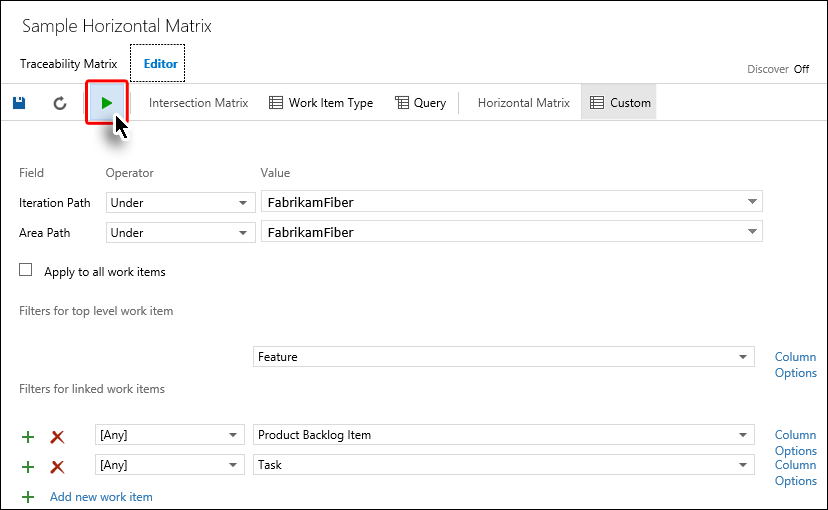 Sample Horizontal Matrix
Traceability Matrix Editor
Discover Off
Intersection Matrix Work Item Type Query Horizontal Matrix Custom
Field Operator Value
Iteration Path Under FabrikamFiber
Area Path Under FabrikamFiber
Apply to all work items
Filters for top level work item
Feature Column
Options
Filters for linked work items
[Any] Product Backlog Item Column
Options
[Any] Task Column
Options
Add new work item